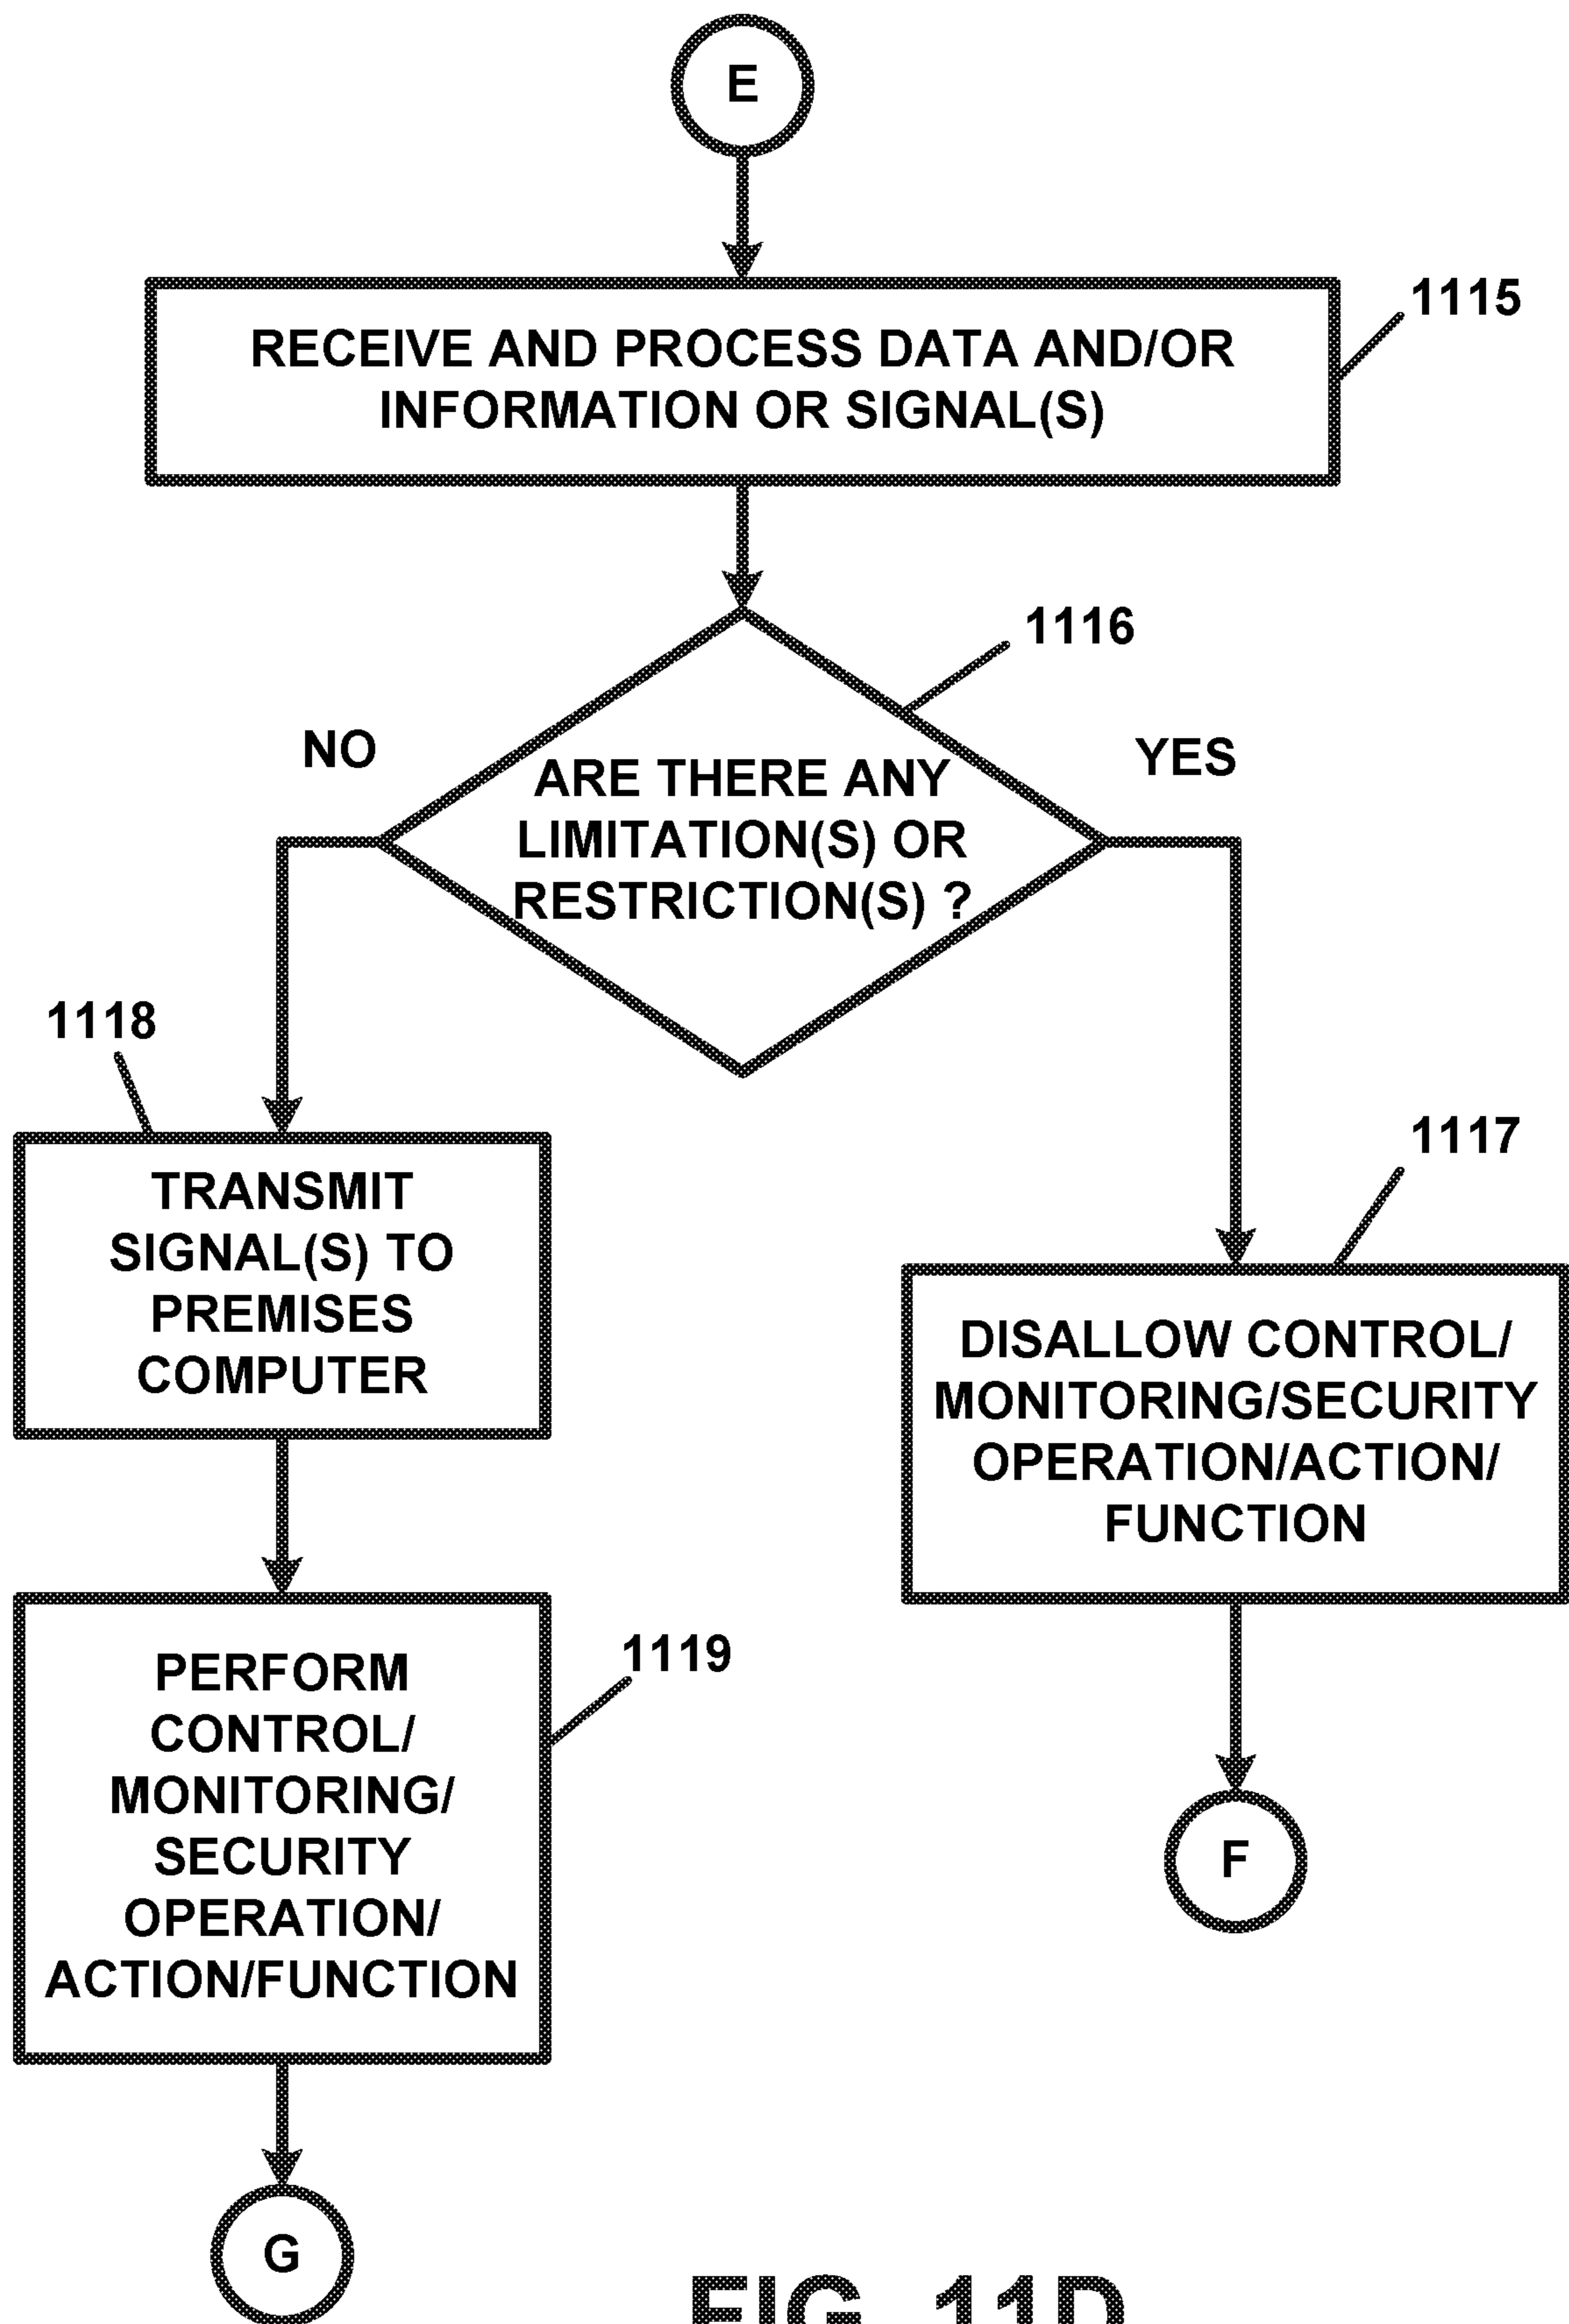 E
1115
RECEIVE AND PROCESS DATA AND/OR
INFORMATION OR SIGNAL(S)
1116
NO
YES
ARE THERE ANY
LIMITATION(S) OR
RESTRICTION(S) ?
1118
TRANSMIT
SIGNAL(S) TO
PREMISES
COMPUTER
1117
DISALLOW CONTROL/
MONITORING/SECURITY
OPERATION/ACTION/
FUNCTION
1119
PERFORM
CONTROL/
MONITORING/
SECURITY
OPERATION/
ACTION/FUNCTION
F
G
FIG. 11D